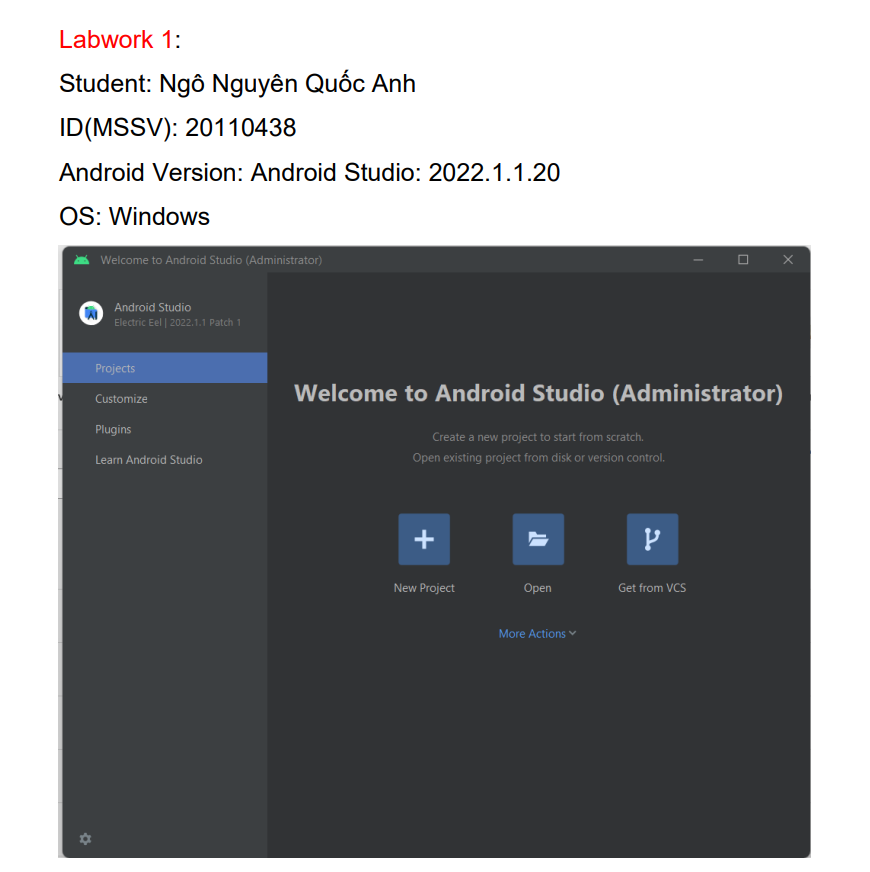 Labwork 1:
Student: Ngô Nguyên Quốc Anh
ID(MSSV): 20110438
Android Version: Android Studio: 2022.1.1.20
OS: Windows
Welcome to Android Studio (Administrator)
Android Studio
Electric Eel | 2022.1.1 Patch 1
Projects
Customize
Plugins
Learn Android Studio
Welcome to Android Studio (Administrator)
Create a new project to start from scratch.
Open existing project from disk or version control.
New Project
Open
Get from VCS
More Actions